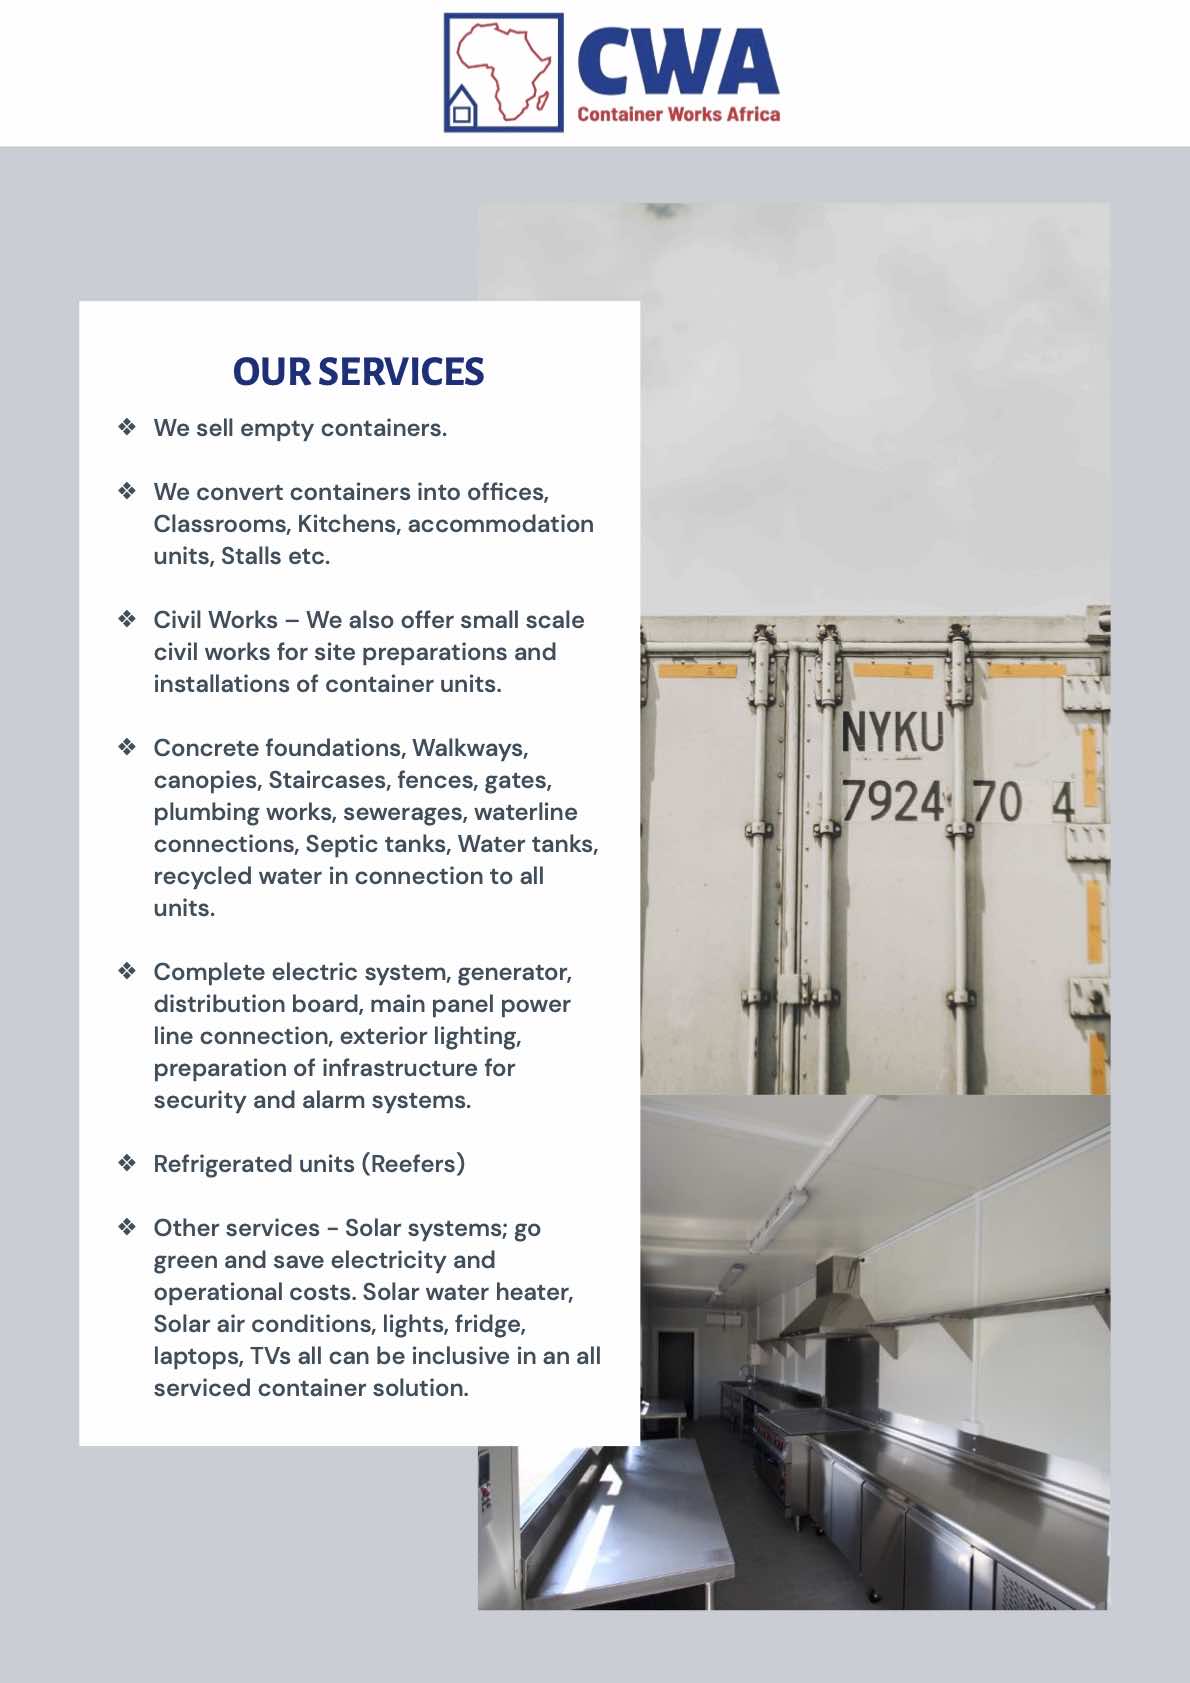 CWA
Container Works Africa
OUR SERVICES
❖ We sell empty containers.
❖ We convert containers into offices,
Classrooms, Kitchens, accommodation
units, Stalls etc.
❖ Civil Works – We also offer small scale
civil works for site preparations and
installations of container units.
❖ Concrete foundations, Walkways,
canopies, Staircases, fences, gates,
plumbing works, sewerages, waterline
connections, Septic tanks, Water tanks,
recycled water in connection to all
units.
❖ Complete electric system, generator,
distribution board, main panel power
line connection, exterior lighting,
preparation of infrastructure for
security and alarm systems.
❖ Refrigerated units (Reefers)
❖ Other services - Solar systems; go
green and save electricity and
operational costs. Solar water heater,
Solar air conditions, lights, fridge,
laptops, TVs all can be inclusive in an all
serviced container solution.
NYKU
7924 70 4